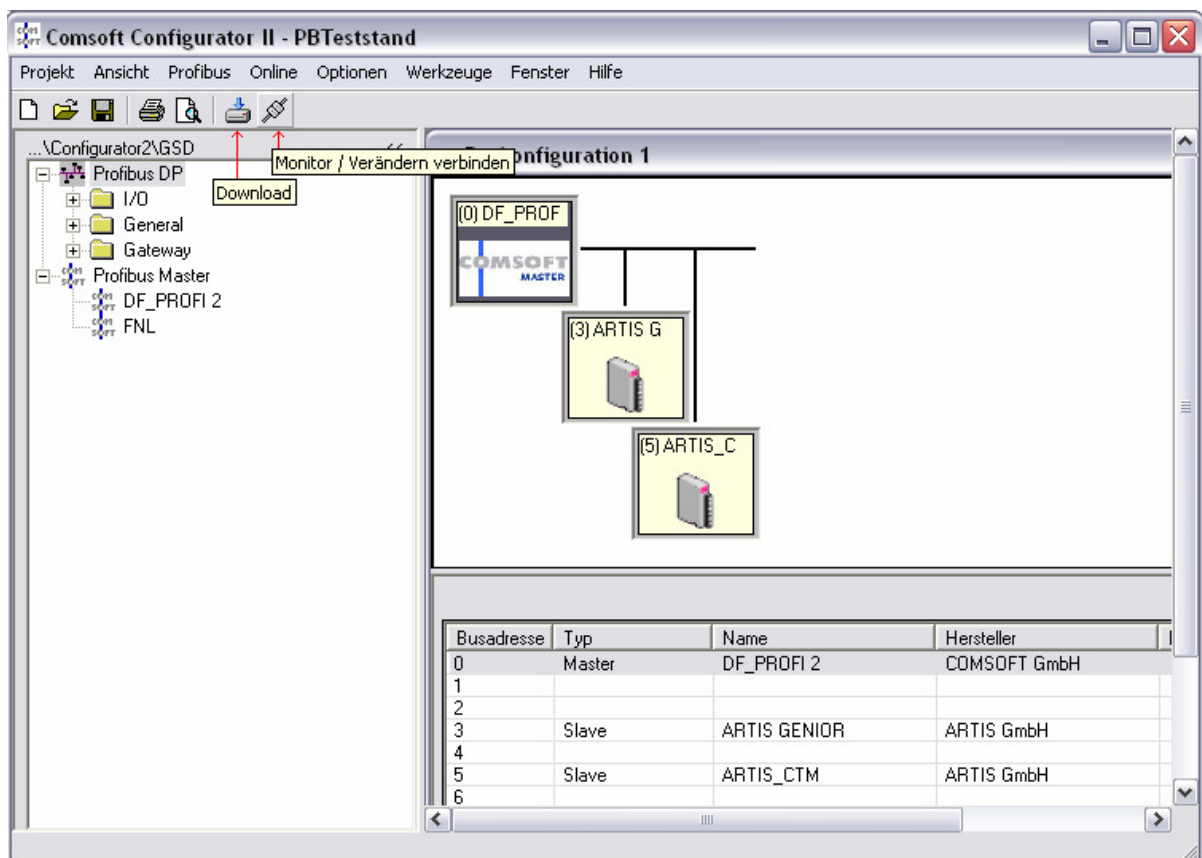 Comsoft Configurator II - PBTeststand
Projekt Ansicht Profibus Online Optionen Werkzeuge Fenster Hilfe
...\Configurator2\GSD
Monitor / Verändern verbinden
Download
Profibus DP
I/O
General
Gateway
Profibus Master
DF_PROFI 2
FNL
onfiguration 1
(0) DF_PROF
COMSOFT
MASTER
(3) ARTIS G
(5) ARTIS_C
Busadresse Typ Name Hersteller
0 Master DF_PROFI 2 COMSOFT GmbH
1
2
3 Slave ARTIS GENIOR ARTIS GmbH
4
5 Slave ARTIS_CTM ARTIS GmbH
6